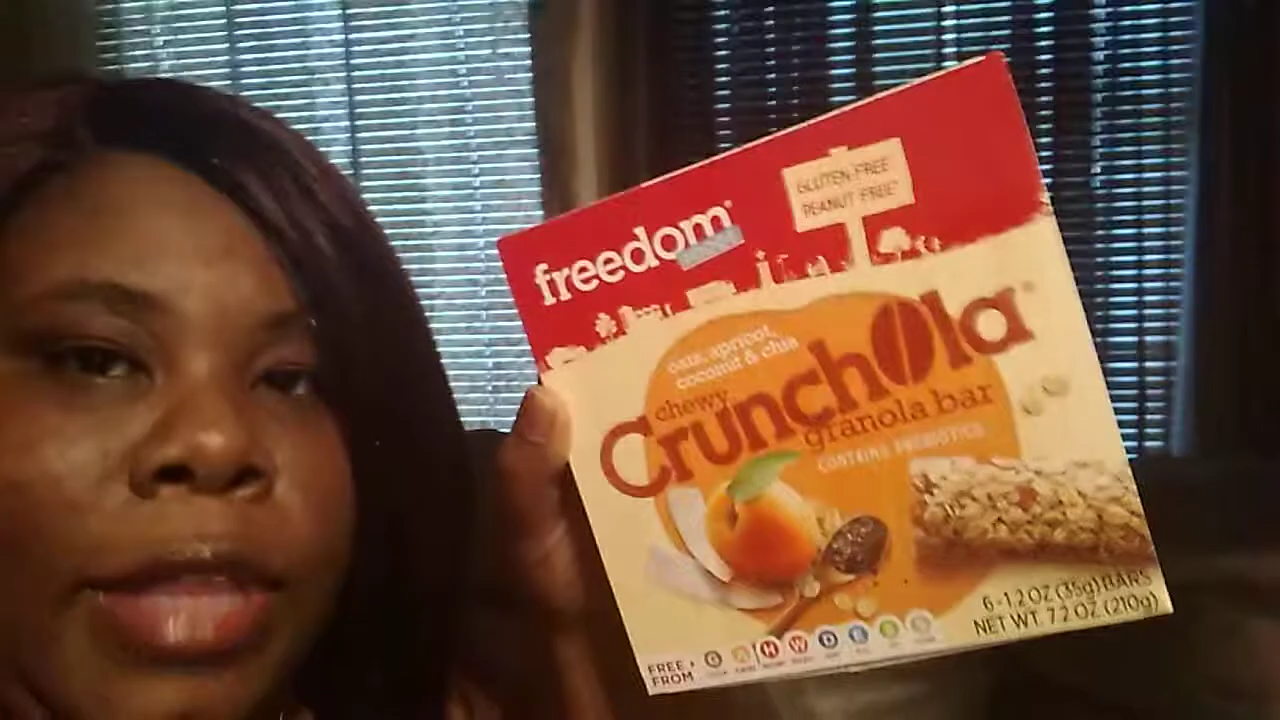 GLUTEN-FREE
PEANUT FREE*
freedom
oats, apricot,
coconut & chia
chewy
CrunchOla
granola bar
CONTAINS PREBIOTICS
6-1.2 OZ (35g) BARS
NET WT. 7.2 OZ. (210g)
FREE
FROM